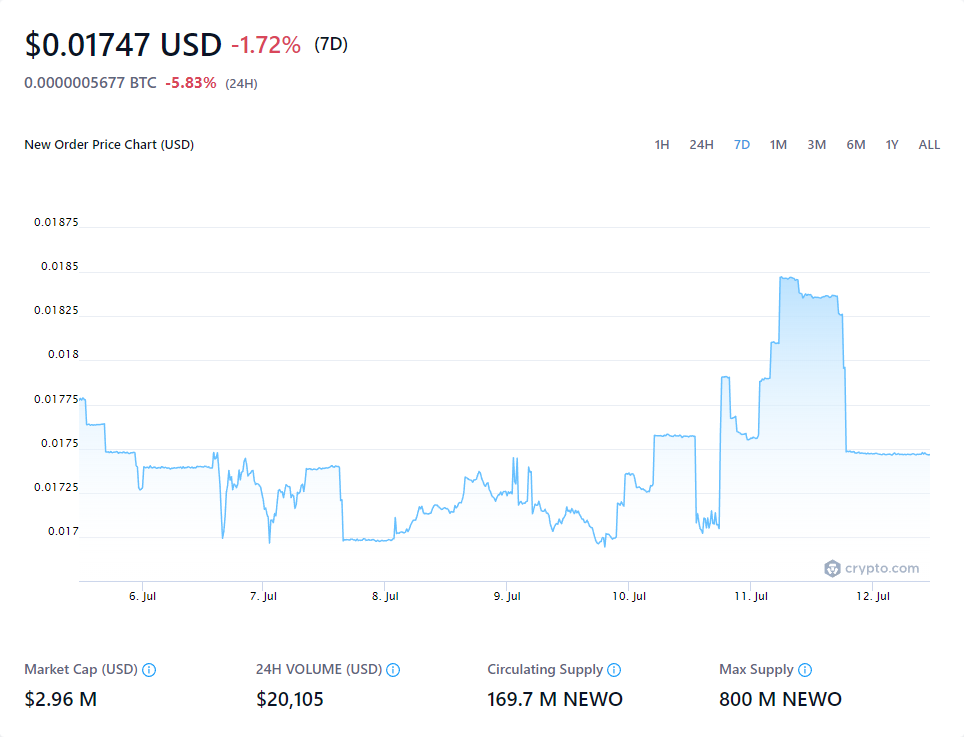 $0.01747 USD -1.72% (7D)
0.0000005677 BTC -5.83% (24H)
New Order Price Chart (USD) 1H 24H 7D 1M 3M 6M 1Y ALL
0.01875
0.0185
0.01825
0.018
0.01775
0.0175
0.01725
0.017
crypto.com
6. Jul 7. Jul 8. Jul 9. Jul 10. Jul 11. Jul 12. Jul
Market Cap (USD) 24H VOLUME (USD) Circulating Supply Max Supply
$2.96 M $20,105 169.7 M NEWO 800 M NEWO